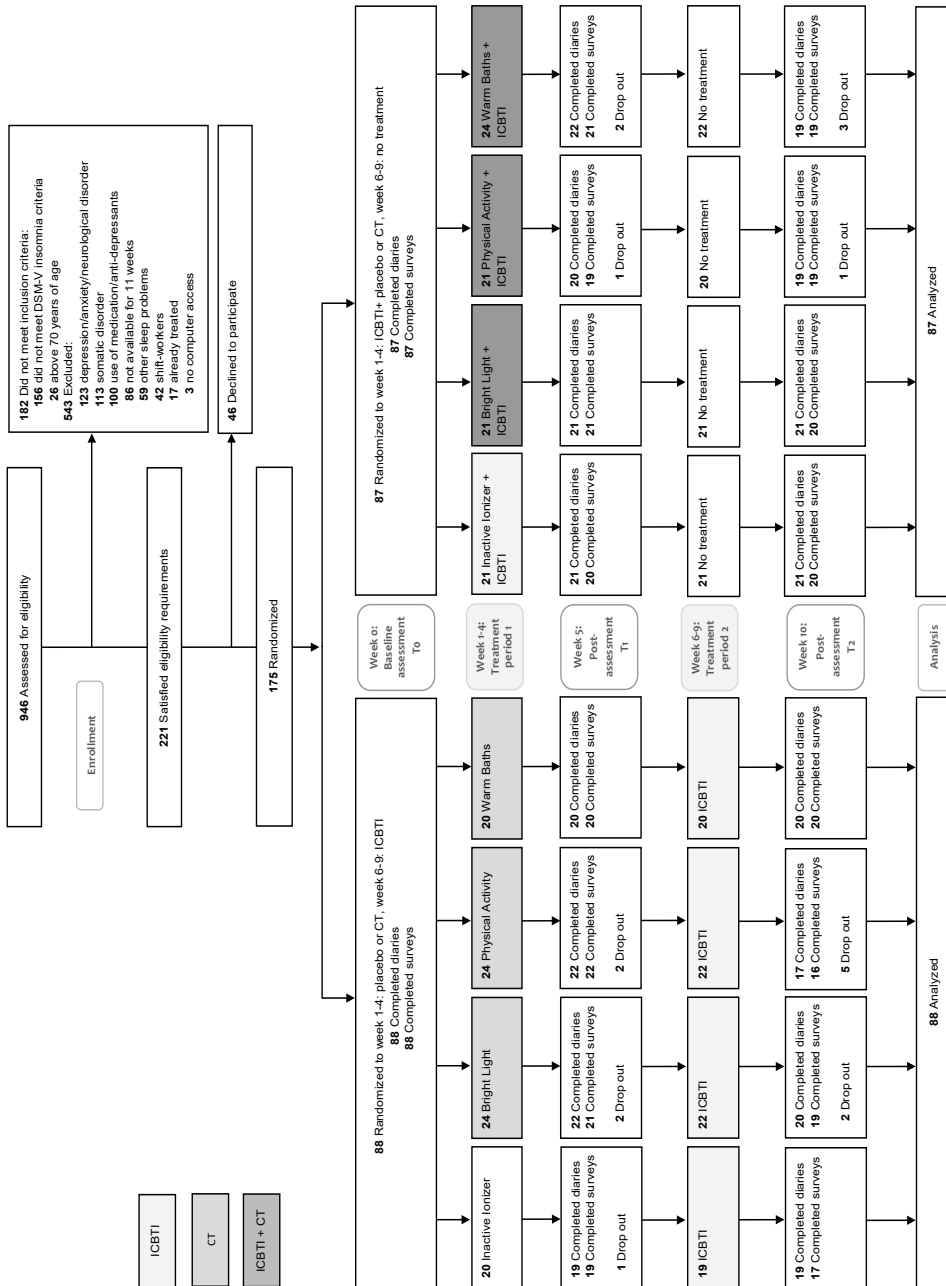 ICBTI
CT
ICBTI + CT
946 Assessed for eligibility
Enrollment
182 Did not meet inclusion criteria:
156 did not meet DSM-V insomnia criteria
26 above 70 years of age
543 Excluded:
123 depression/anxiety/neurological disorder
113 somatic disorder
100 use of medication/anti-depressants
86 not available for 11 weeks
59 other sleep problems
42 shift-workers
17 already treated
3 no computer access
221 Satisfied eligibility requirements
46 Declined to participate
175 Randomized
88 Randomized to week 1-4: placebo or CT, week 6-9: ICBTI
88 Completed diaries
88 Completed surveys
Week 0:
Baseline
assessment
T0
87 Randomized to week 1-4: ICBTI+ placebo or CT, week 6-9: no treatment
87 Completed diaries
87 Completed surveys
20 Inactive Ionizer
24 Bright Light
24 Physical Activity
20 Warm Baths
Week 1-4:
Treatment
period 1
21 Inactive Ionizer +
ICBTI
21 Bright Light +
ICBTI
21 Physical Activity +
ICBTI
24 Warm Baths +
ICBTI
19 Completed diaries
19 Completed surveys
1 Drop out
22 Completed diaries
21 Completed surveys
2 Drop out
22 Completed diaries
22 Completed surveys
2 Drop out
20 Completed diaries
20 Completed surveys
Week 5:
Post-
assessment
T1
21 Completed diaries
20 Completed surveys
21 Completed diaries
21 Completed surveys
20 Completed diaries
19 Completed surveys
1 Drop out
22 Completed diaries
21 Completed surveys
2 Drop out
19 ICBTI
22 ICBTI
22 ICBTI
20 ICBTI
Week 6-9:
Treatment
period 2
21 No treatment
21 No treatment
20 No treatment
22 No treatment
19 Completed diaries
17 Completed surveys
20 Completed diaries
19 Completed surveys
2 Drop out
17 Completed diaries
16 Completed surveys
5 Drop out
20 Completed diaries
20 Completed surveys
Week 10:
Post-
assessment
T2
21 Completed diaries
20 Completed surveys
21 Completed diaries
20 Completed surveys
19 Completed diaries
19 Completed surveys
1 Drop out
19 Completed diaries
19 Completed surveys
3 Drop out
88 Analyzed
Analysis
87 Analyzed